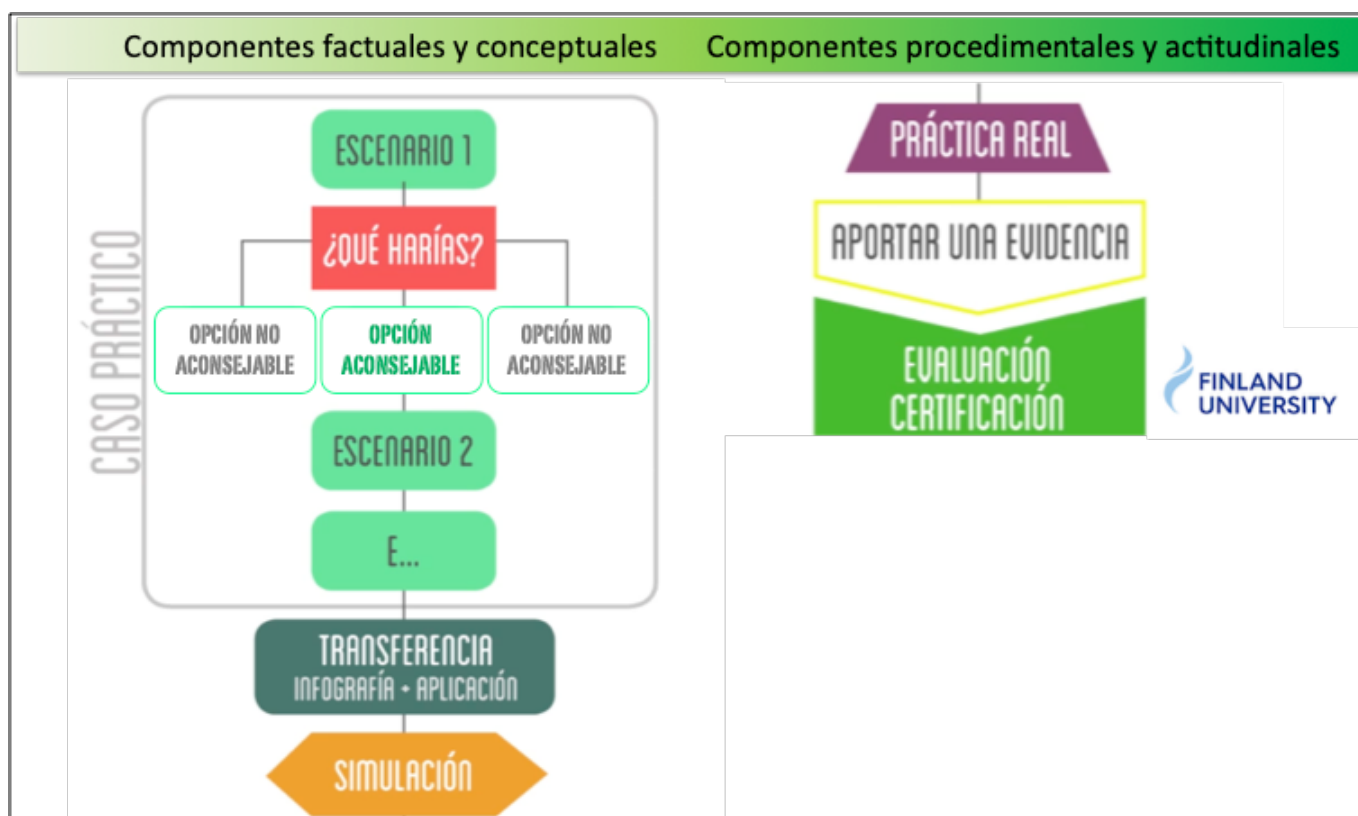 Componentes factuales y conceptuales
Componentes procedimentales y actitudinales
CASO PRÁCTICO
ESCENARIO 1
¿QUÉ HARÍAS?
OPCIÓN NO
ACONSEJABLE
OPCIÓN
ACONSEJABLE
OPCIÓN NO
ACONSEJABLE
ESCENARIO 2
E...
TRANSFERENCIA
INFOGRAFÍA + APLICACIÓN
SIMULACIÓN
PRÁCTICA REAL
APORTAR UNA EVIDENCIA
EVALUACIÓN
CERTIFICACIÓN
FINLAND
UNIVERSITY